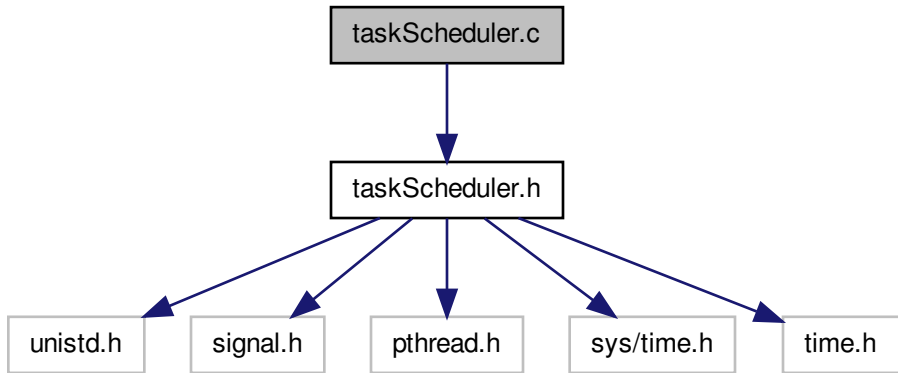 taskScheduler.c
taskScheduler.h
unistd.h
signal.h
pthread.h
sys/time.h
time.h